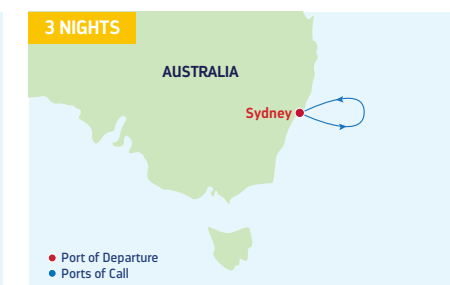 3 NIGHTS
AUSTRALIA
Sydney
Port of Departure
Ports of Call